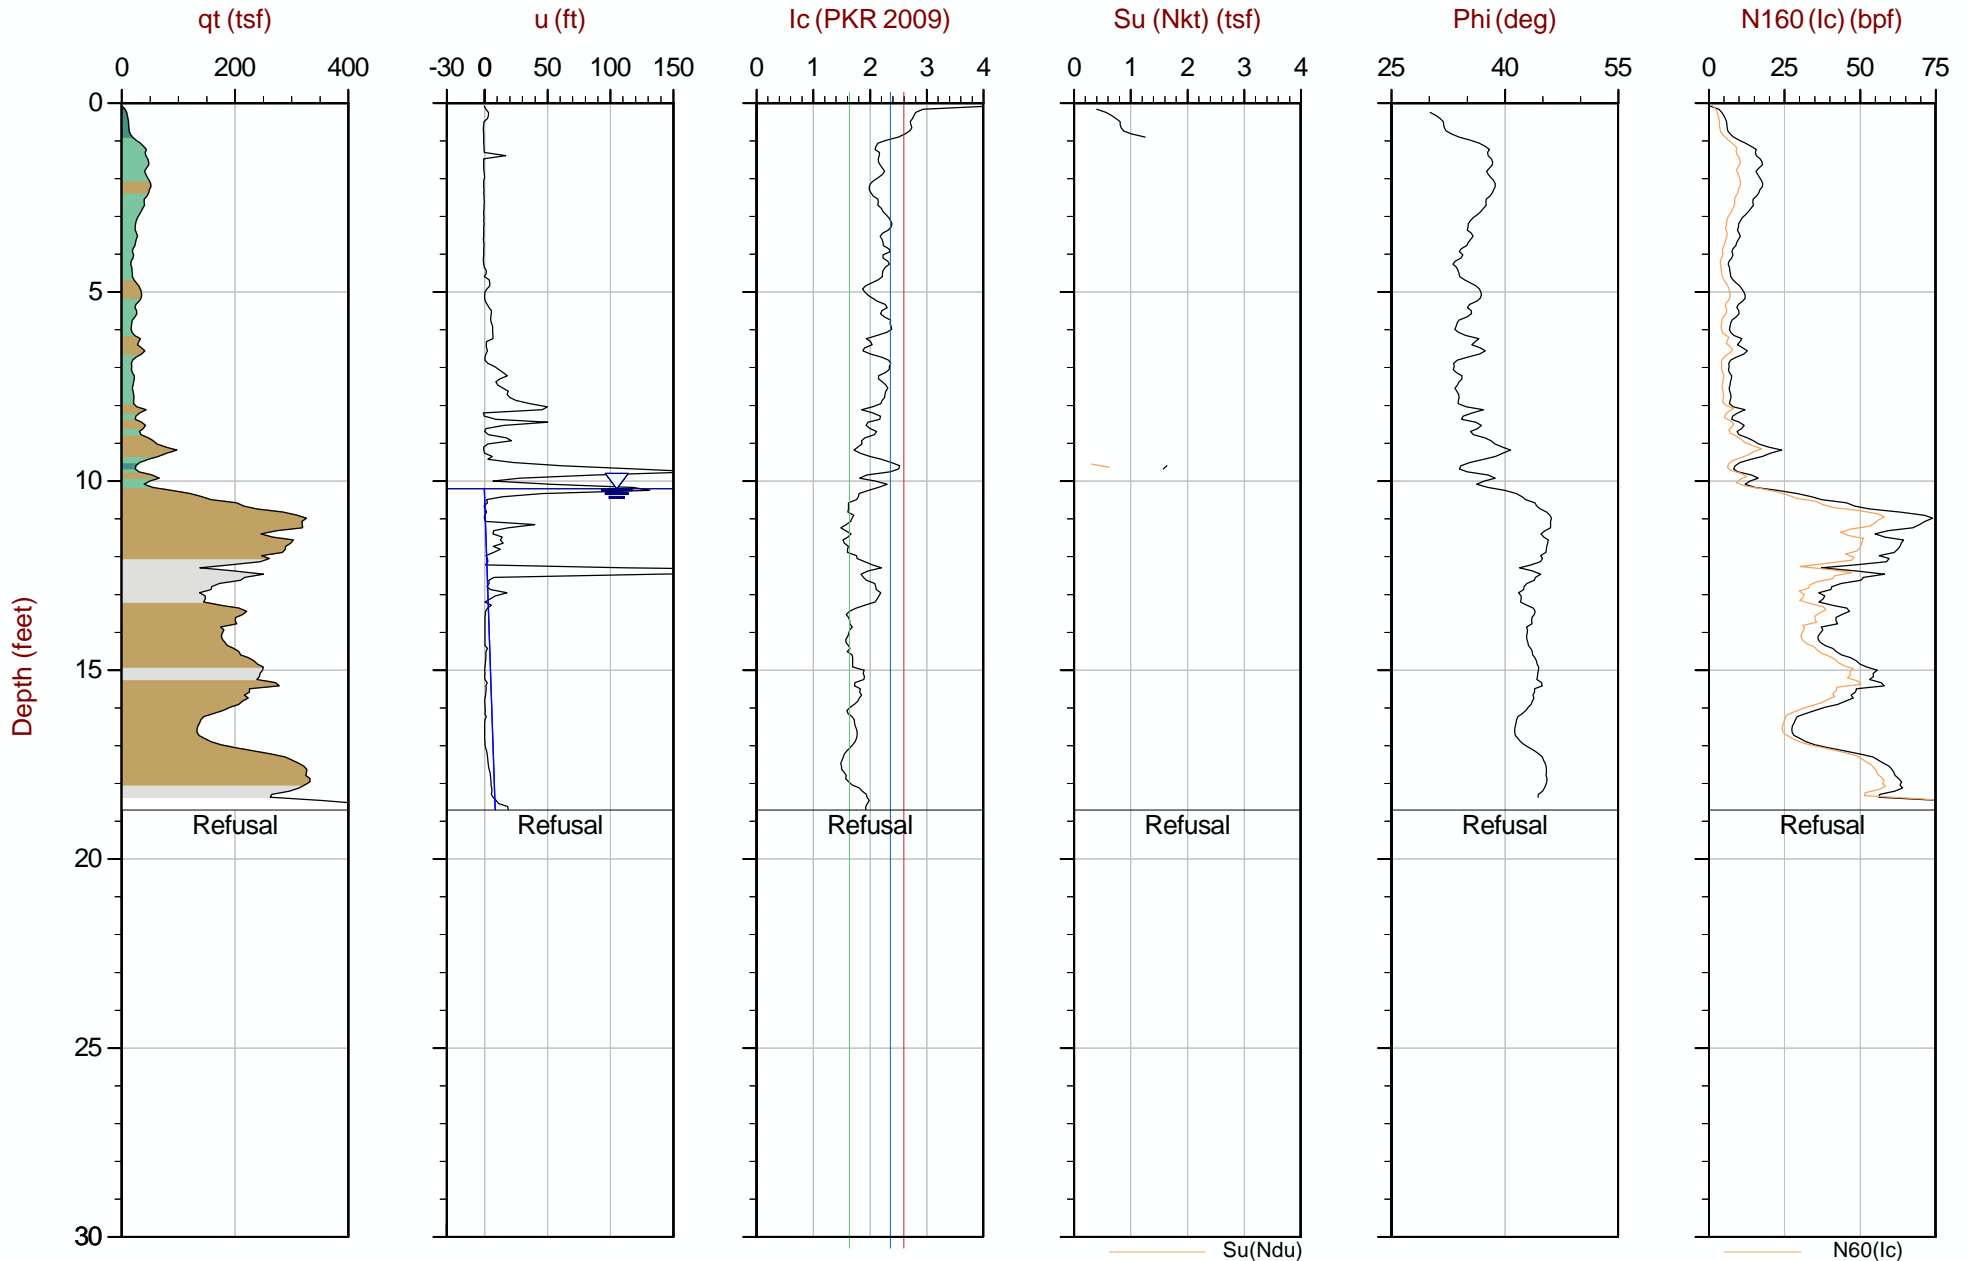 qt (tsf) u (ft) Ic (PKR 2009) Su (Nkt) (tsf) Phi (deg) N160 (Ic) (bpf)
0 200 400 -30 0 50 100 150 0 1 2 3 4 0 1 2 3 4 25 40 55 0 25 50 75
0
5
10
15
Depth (feet)
Refusal Refusal Refusal Refusal Refusal Refusal
20
25
30
Su(Ndu) N60(Ic)